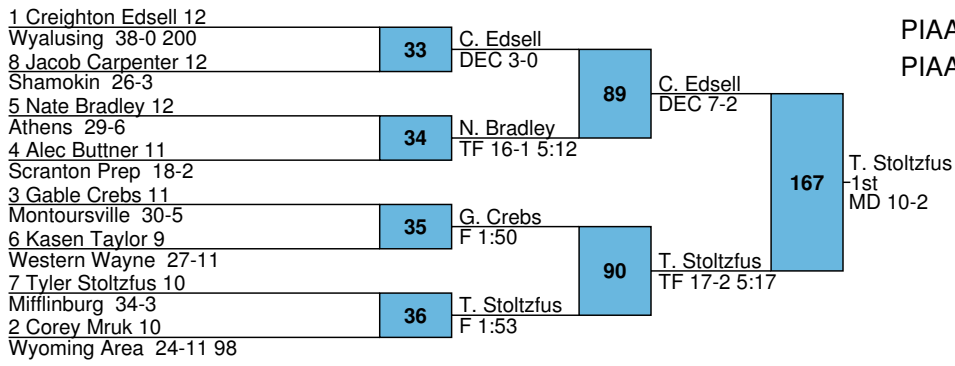 1 Creighton Edsell 12
Wyalusing 38-0 200
8 Jacob Carpenter 12
Shamokin 26-3
5 Nate Bradley 12
Athens 29-6
4 Alec Buttner 11
Scranton Prep 18-2
3 Gable Crebs 11
Montoursville 30-5
6 Kasen Taylor 9
Western Wayne 27-11
7 Tyler Stoltzfus 10
Mifflinburg 34-3
2 Corey Mruk 10
Wyoming Area 24-11 98
33
34
35
36
C. Edsell
DEC 3-0
N. Bradley
TF 16-1 5:12
G. Crebs
F 1:50
T. Stoltzfus
F 1:53
89
90
C. Edsell
DEC 7-2
T. Stoltzfus
TF 17-2 5:17
167
T. Stoltzfus
1st
MD 10-2
PIAA
PIAA